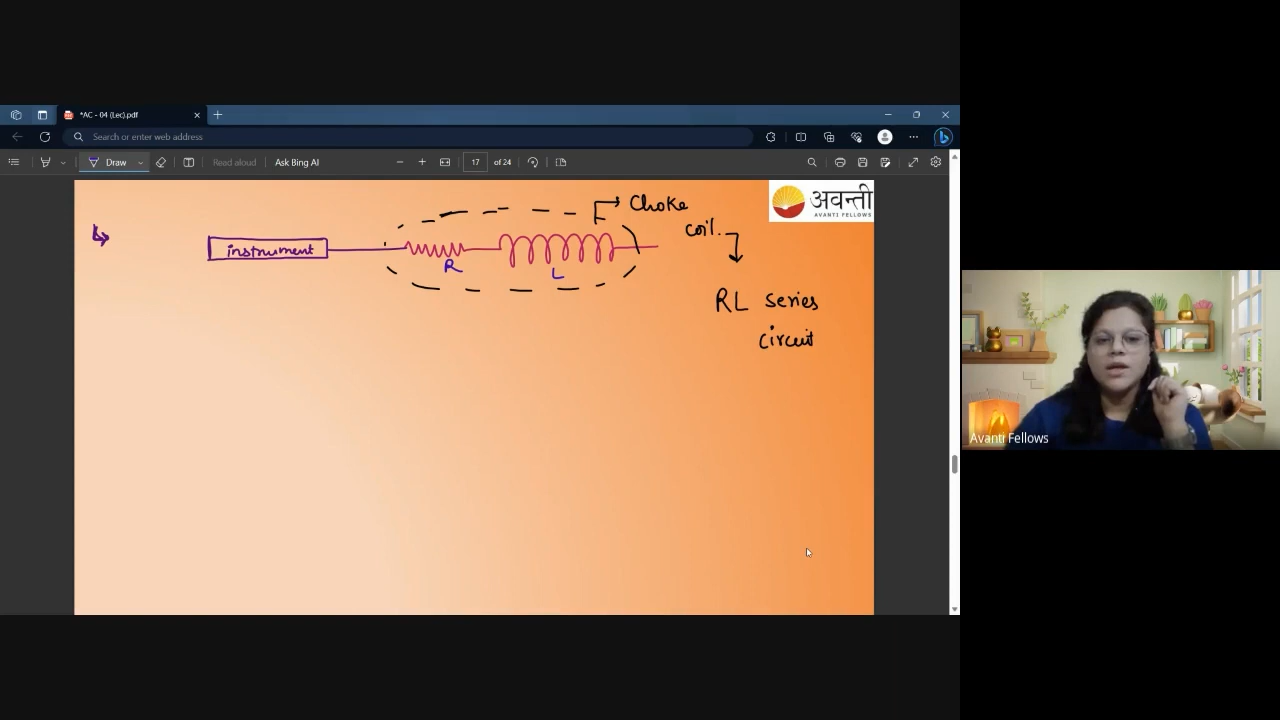 *AC - 04 (Lec).pdf
Search or enter web address
Draw
Read aloud
Ask Bing AI
17 of 24
अवन्ती
AVANTI FELLOWS
Choke
coil.
instrument
R
L
RL series
circuit
Avanti Fellows